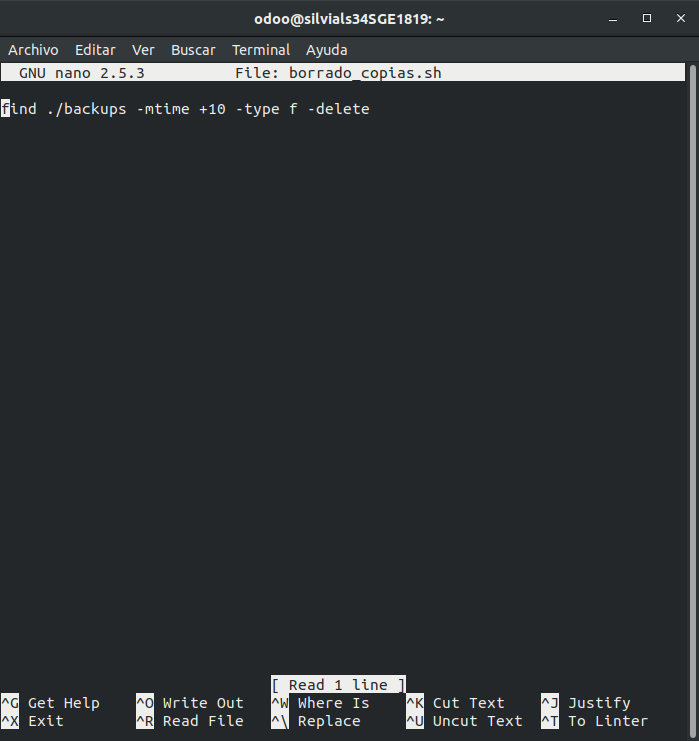 odoo@silvials34SGE1819: ~
Archivo Editar Ver Buscar Terminal Ayuda
GNU nano 2.5.3 File: borrado_copias.sh
find ./backups -mtime +10 -type f -delete
[ Read 1 line ]
^G Get Help ^O Write Out ^W Where Is ^K Cut Text ^J Justify
^X Exit ^R Read File ^\ Replace ^U Uncut Text ^T To Linter